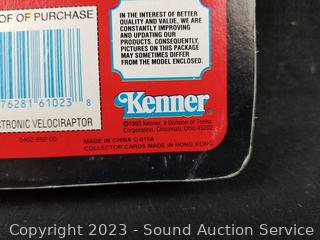 OF OF PURCHASE
IN THE INTEREST OF BETTER
QUALITY AND VALUE, WE ARE
CONSTANTLY IMPROVING
AND UPDATING OUR
PRODUCTS. CONSEQUENTLY,
PICTURES ON THIS PACKAGE
MAY SOMETIMES DIFFER
FROM THE MODEL ENCLOSED.
76281 61023 8
CTRONIC VELOCIRAPTOR
Kenner
©1993 Kenner, a Division of Tonka
Corporation, Cincinnati, Ohio 45202
MADE IN CHINA C-015A
COLLECTOR CARDS MADE IN HONG KONG
Copyright 2023 - Sound Auction Service